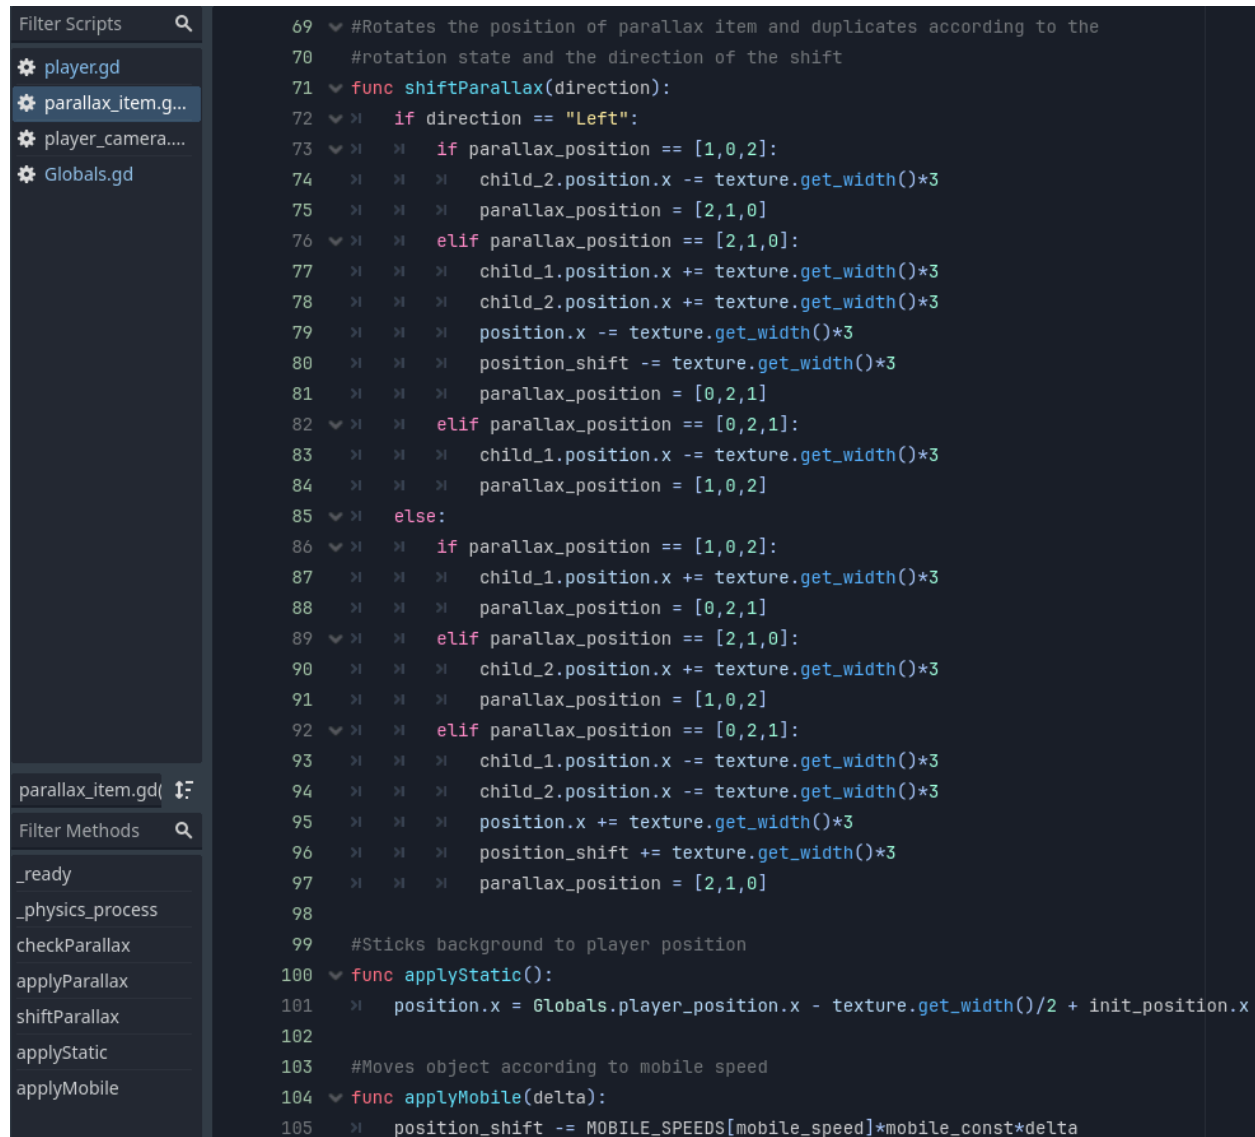 Filter Scripts
player.gd
parallax_item.g...
player_camera....
Globals.gd
parallax_item.gd(
Filter Methods
_ready
_physics_process
checkParallax
applyParallax
shiftParallax
applyStatic
applyMobile
69 #Rotates the position of parallax item and duplicates according to the
70 #rotation state and the direction of the shift
71 func shiftParallax(direction):
72 if direction == "Left":
73 if parallax_position == [1,0,2]:
74 child_2.position.x -= texture.get_width()*3
75 parallax_position = [2,1,0]
76 elif parallax_position == [2,1,0]:
77 child_1.position.x += texture.get_width()*3
78 child_2.position.x += texture.get_width()*3
79 position.x -= texture.get_width()*3
80 position_shift -= texture.get_width()*3
81 parallax_position = [0,2,1]
82 elif parallax_position == [0,2,1]:
83 child_1.position.x -= texture.get_width()*3
84 parallax_position = [1,0,2]
85 else:
86 if parallax_position == [1,0,2]:
87 child_1.position.x += texture.get_width()*3
88 parallax_position = [0,2,1]
89 elif parallax_position == [2,1,0]:
90 child_2.position.x += texture.get_width()*3
91 parallax_position = [1,0,2]
92 elif parallax_position == [0,2,1]:
93 child_1.position.x -= texture.get_width()*3
94 child_2.position.x -= texture.get_width()*3
95 position.x += texture.get_width()*3
96 position_shift += texture.get_width()*3
97 parallax_position = [2,1,0]
98
99 #Sticks background to player position
100 func applyStatic():
101 position.x = Globals.player_position.x - texture.get_width()/2 + init_position.x
102
103 #Moves object according to mobile speed
104 func applyMobile(delta):
105 position_shift -= MOBILE_SPEEDS[mobile_speed]*mobile_const*delta